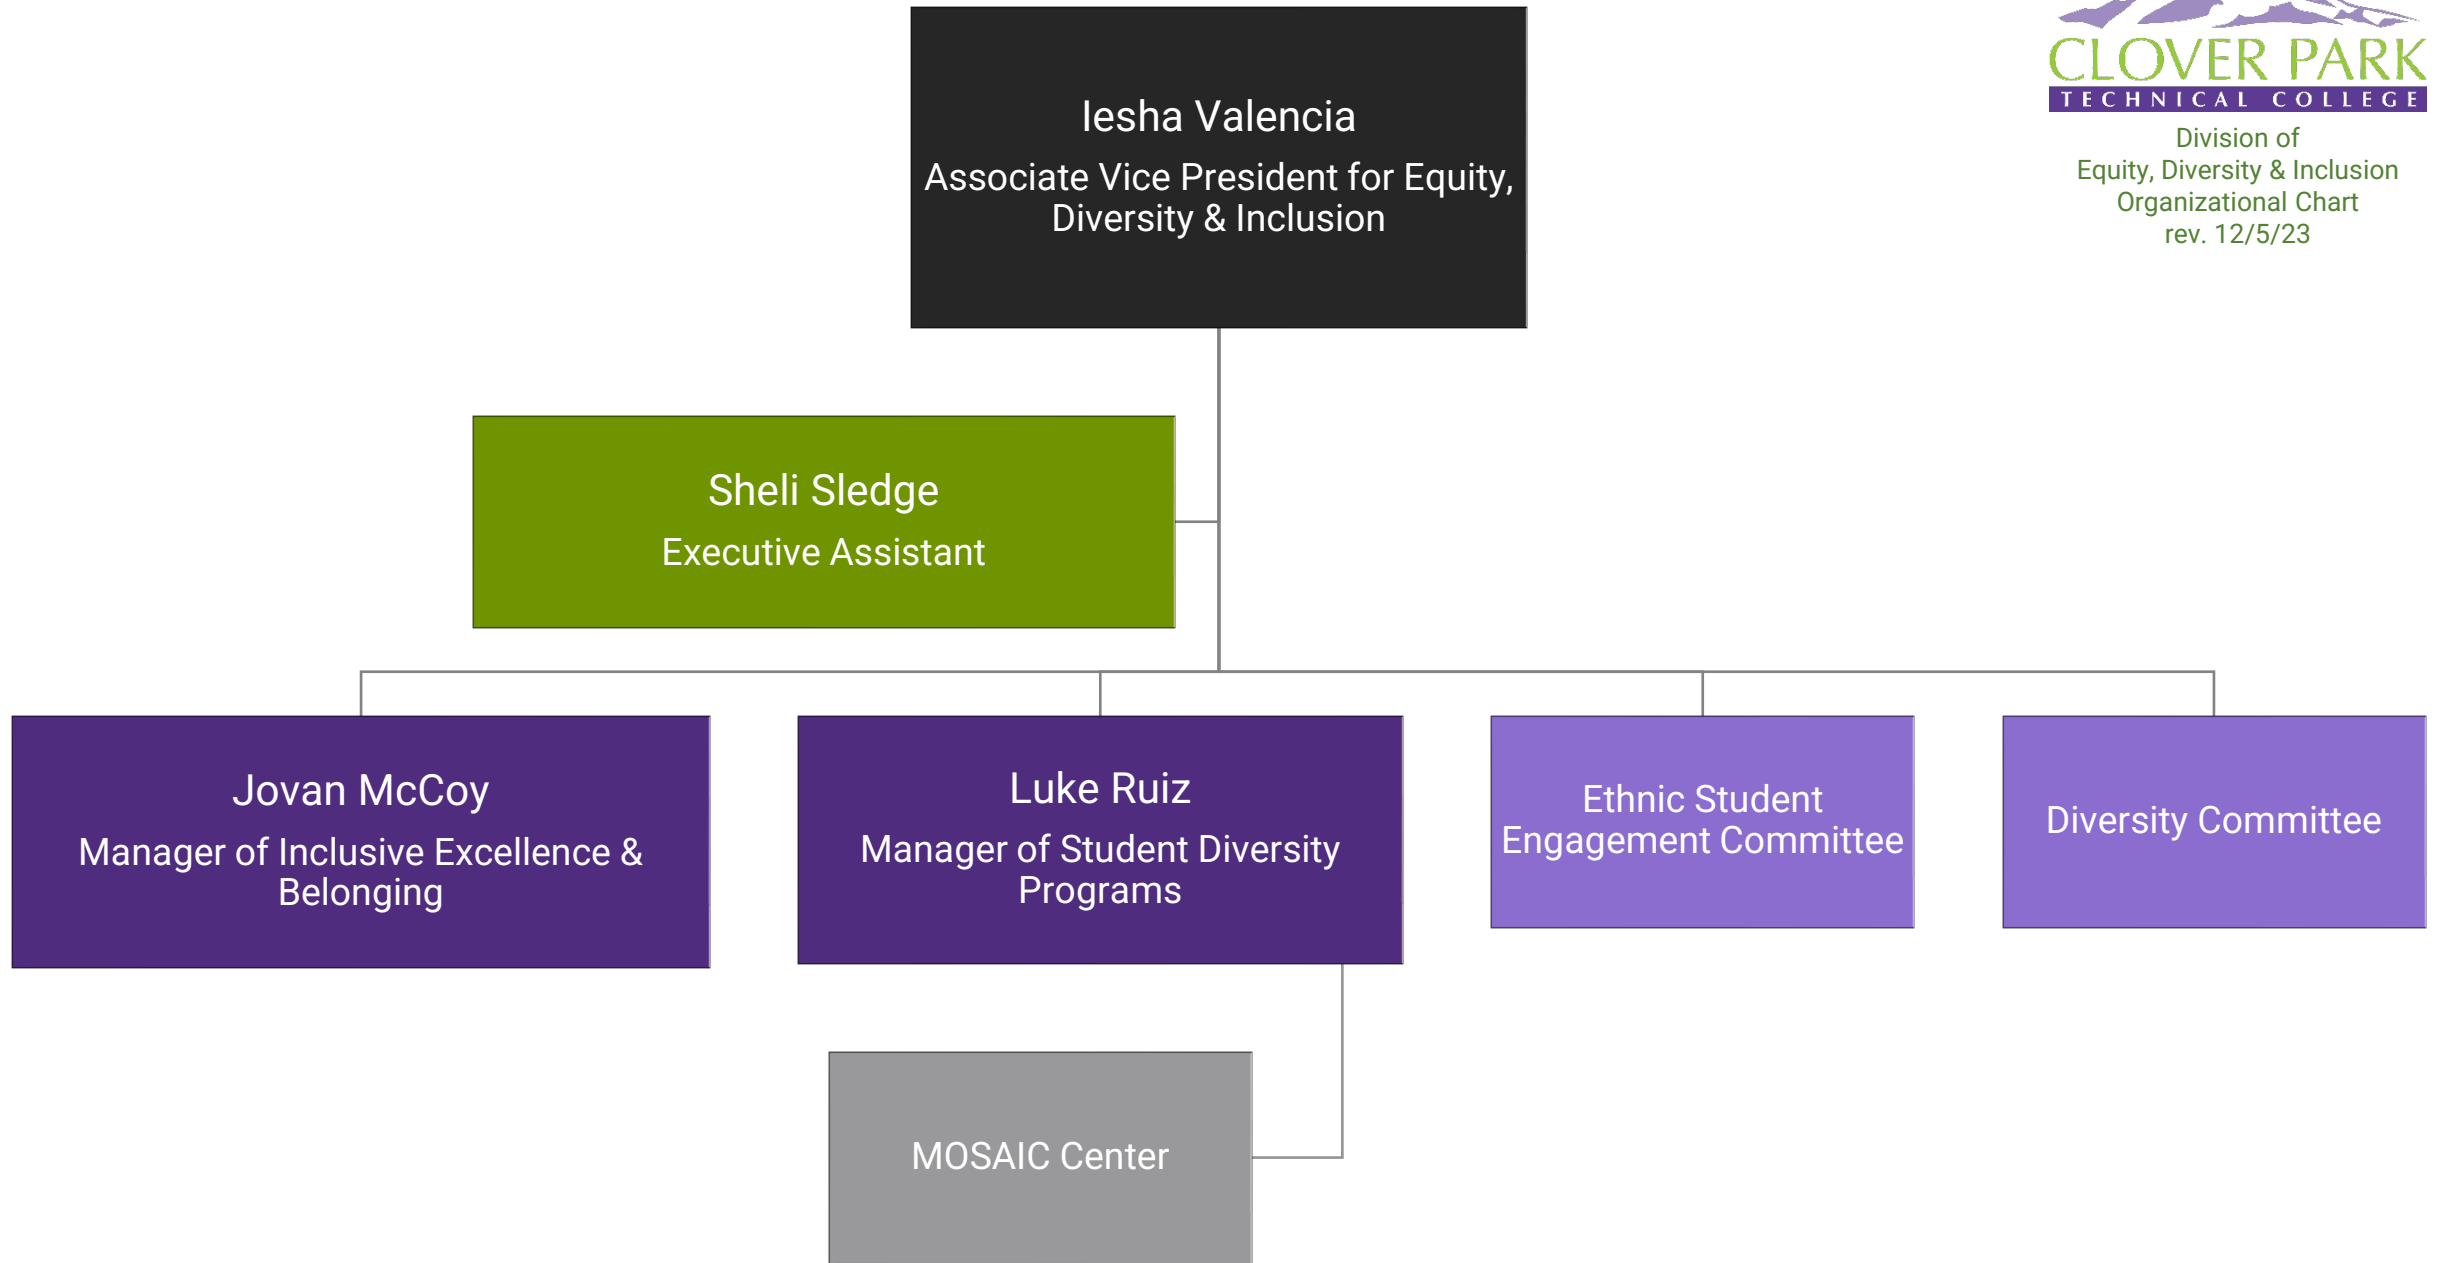 Iesha Valencia
Associate Vice President for Equity,
Diversity & Inclusion
CLOVER PARK
TECHNICAL COLLEGE
Division of
Equity, Diversity & Inclusion
Organizational Chart
rev. 12/5/23
Sheli Sledge
Executive Assistant
Jovan McCoy
Manager of Inclusive Excellence &
Belonging
Luke Ruiz
Manager of Student Diversity
Programs
Ethnic Student
Engagement Committee
Diversity Committee
MOSAIC Center